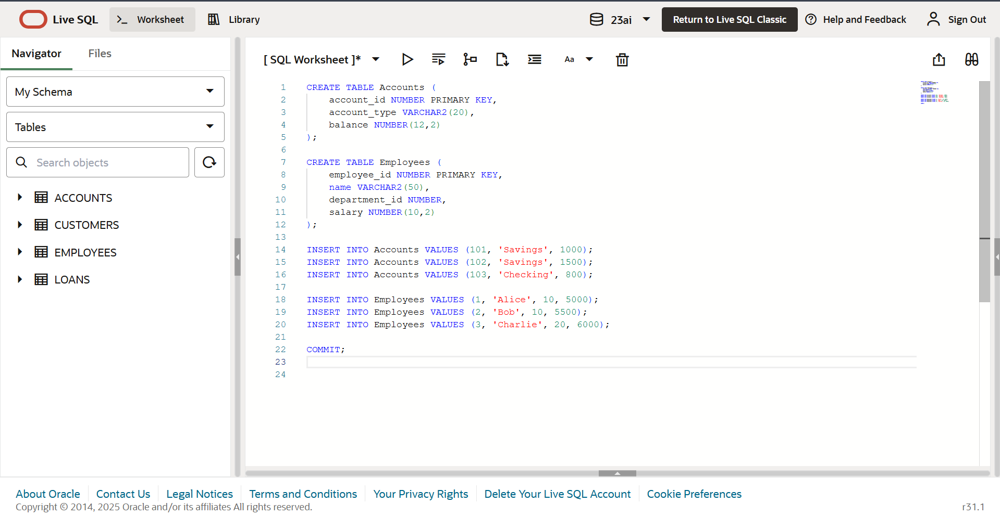 Live SQL
Worksheet
Library
23ai
Return to Live SQL Classic
Help and Feedback
Sign Out
Navigator
Files
My Schema
Tables
Search objects
ACCOUNTS
CUSTOMERS
EMPLOYEES
LOANS
[ SQL Worksheet ]*
Aa
1 CREATE TABLE Accounts (
2 account_id NUMBER PRIMARY KEY,
3 account_type VARCHAR2(20),
4 balance NUMBER(12,2)
5 );
6
7 CREATE TABLE Employees (
8 employee_id NUMBER PRIMARY KEY,
9 name VARCHAR2(50),
10 department_id NUMBER,
11 salary NUMBER(10,2)
12 );
13
14 INSERT INTO Accounts VALUES (101, 'Savings', 1000);
15 INSERT INTO Accounts VALUES (102, 'Savings', 1500);
16 INSERT INTO Accounts VALUES (103, 'Checking', 800);
17
18 INSERT INTO Employees VALUES (1, 'Alice', 10, 5000);
19 INSERT INTO Employees VALUES (2, 'Bob', 10, 5500);
20 INSERT INTO Employees VALUES (3, 'Charlie', 20, 6000);
21
22 COMMIT;
23
24
About Oracle
Contact Us
Legal Notices
Terms and Conditions
Your Privacy Rights
Delete Your Live SQL Account
Cookie Preferences
Copyright © 2014, 2025 Oracle and/or its affiliates All rights reserved.
r31.1